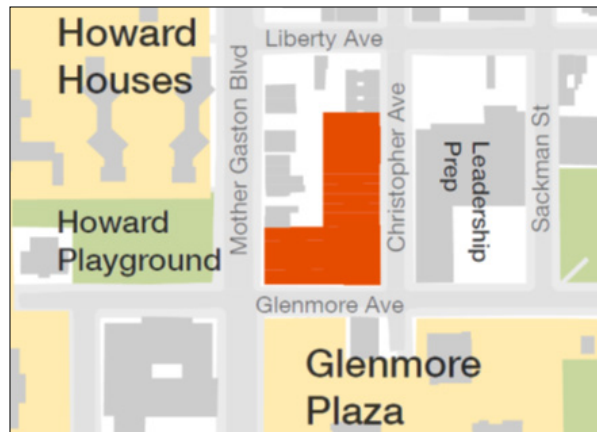 Howard
Houses
Liberty Ave
Mother Gaston Blvd
Christopher Ave
Leadership
Prep
Sackman St
Howard
Playground
Glenmore Ave
Glenmore
Plaza